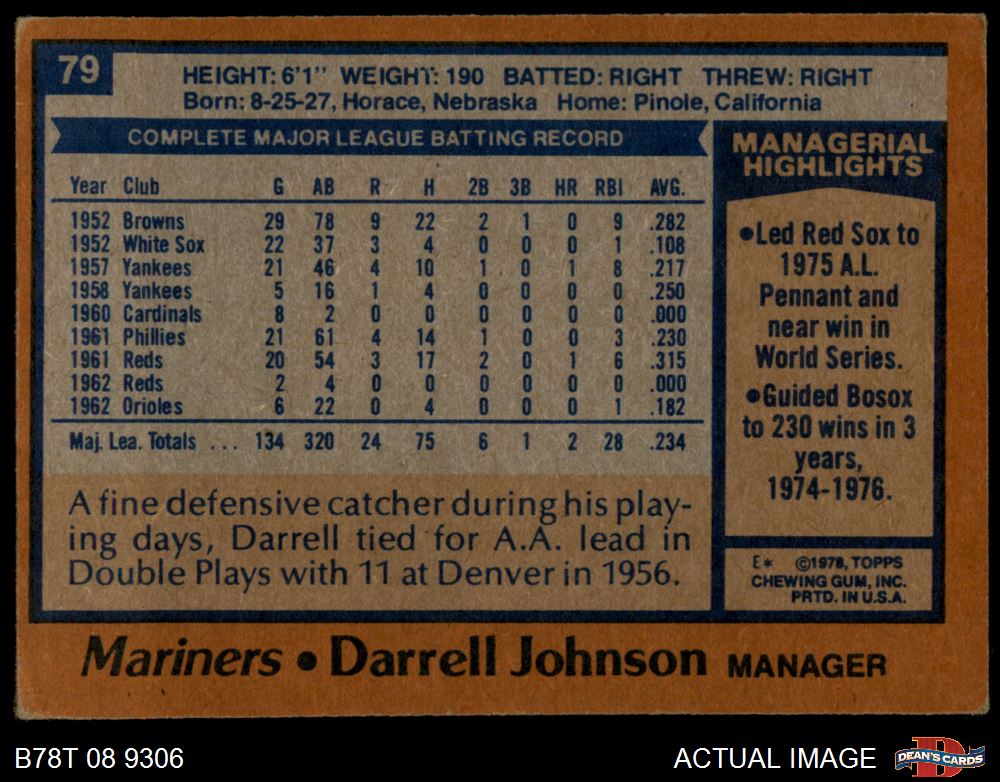 79
HEIGHT: 6'1" WEIGHT: 190 BATTED: RIGHT THREW: RIGHT
Born: 8-25-27, Horace, Nebraska Home: Pinole, California
COMPLETE MAJOR LEAGUE BATTING RECORD
Year Club G AB R H 2B 3B HR RBI AVG.
1952 Browns 29 78 9 22 2 1 0 9 .282
1952 White Sox 22 37 3 4 0 0 0 1 .108
1957 Yankees 21 46 4 10 1 0 1 8 .217
1958 Yankees 5 16 1 4 0 0 0 0 .250
1960 Cardinals 8 2 0 0 0 0 0 0 .000
1961 Phillies 21 61 4 14 1 0 0 3 .230
1961 Reds 20 54 3 17 2 0 1 6 .315
1962 Reds 2 4 0 0 0 0 0 0 .000
1962 Orioles 6 22 0 4 0 0 0 1 .182
Maj. Lea. Totals ... 134 320 24 75 6 1 2 28 .234
A fine defensive catcher during his play-
ing days, Darrell tied for A.A. lead in
Double Plays with 11 at Denver in 1956.
MANAGERIAL
HIGHLIGHTS
•Led Red Sox to
1975 A.L.
Pennant and
near win in
World Series.
•Guided Bosox
to 230 wins in 3
years,
1974-1976.
E* ©1978, TOPPS
CHEWING GUM, INC.
PRTD. IN U.S.A.
Mariners • Darrell Johnson MANAGER
B78T 08 9306
ACTUAL IMAGE
D
DEAN'S CARDS